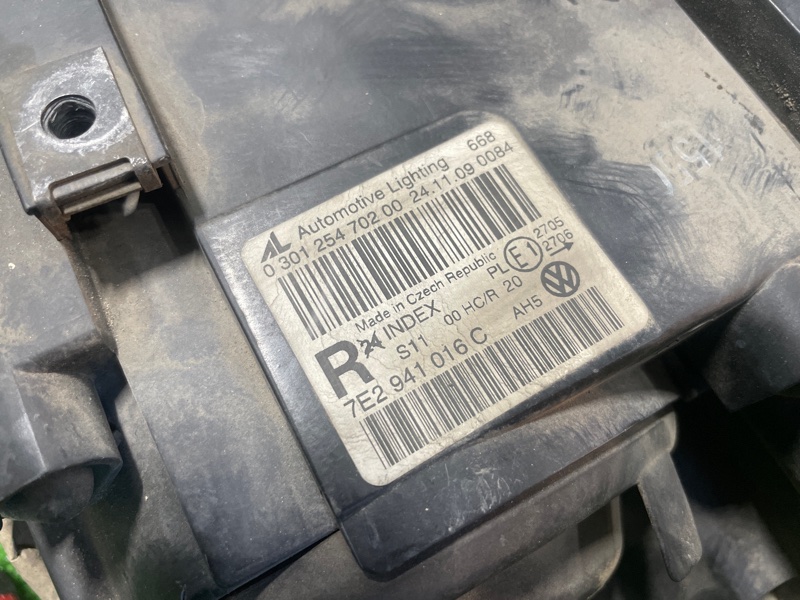 AL Automotive Lighting 668
0 301 254 702 00 24.11.09 0084
Made in Czech Republic
R INDEX PL E1 2705
2706
S11 00 HC/R 20
7E2 941 016 C AH5 VW